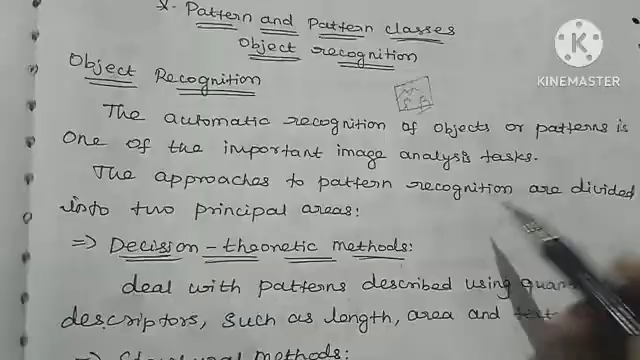 * Pattern and Pattern classes
Object recognition
Object Recognition
The automatic recognition of objects or patterns is
one of the important image analysis tasks.
The approaches to pattern recognition are divided
into two principal areas:
⇒ Decission-theoretic methods:
deal with patterns described using
descriptors, such as length, area and
⇒ Structural methods:
KINEMASTER